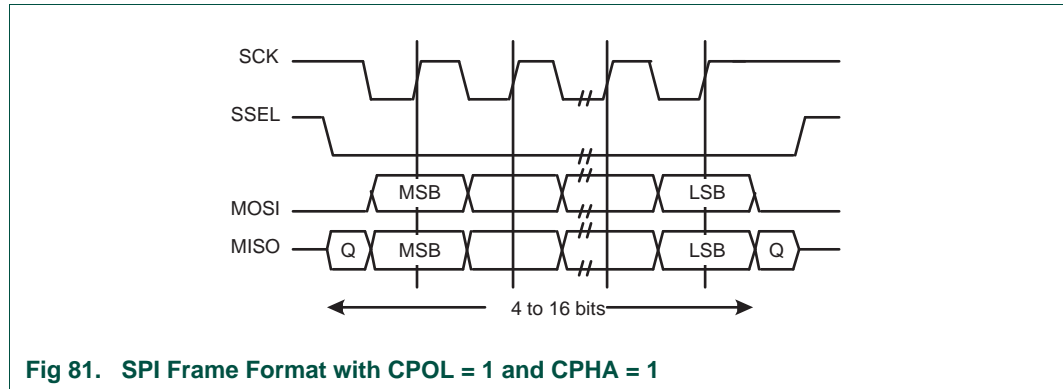 SCK
SSEL
MOSI
MSB
LSB
MISO
Q
MSB
LSB
Q
4 to 16 bits
Fig 81. SPI Frame Format with CPOL = 1 and CPHA = 1